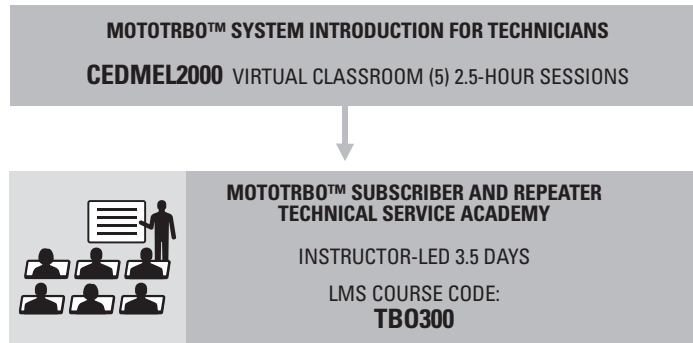 MOTOTRBO™ SYSTEM INTRODUCTION FOR TECHNICIANS
CEDMEL2000 VIRTUAL CLASSROOM (5) 2.5-HOUR SESSIONS
MOTOTRBO™ SUBSCRIBER AND REPEATER
TECHNICAL SERVICE ACADEMY
INSTRUCTOR-LED 3.5 DAYS
LMS COURSE CODE:
TBO300